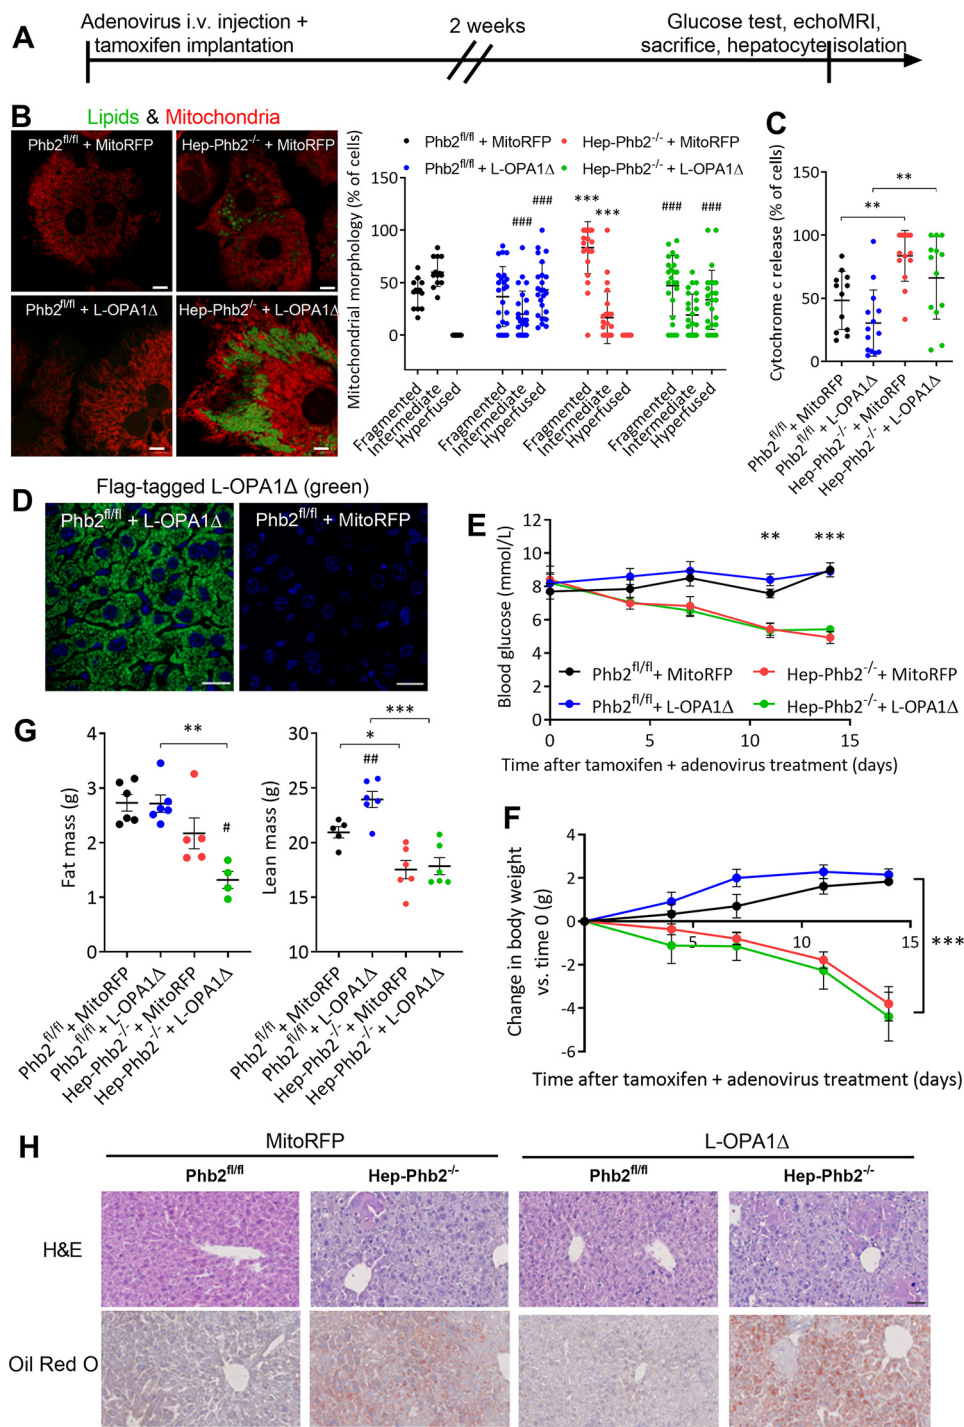 A
Adenovirus i.v. injection +
tamoxifen implantation
2 weeks
Glucose test, echoMRI,
sacrifice, hepatocyte isolation
B
Lipids & Mitochondria
Phb2fl/fl + MitoRFP
Hep-Phb2-/- + MitoRFP
Phb2fl/fl + L-OPA1Δ
Hep-Phb2-/- + L-OPA1Δ
Phb2fl/fl + MitoRFP
Hep-Phb2-/- + MitoRFP
Phb2fl/fl + L-OPA1Δ
Hep-Phb2-/- + L-OPA1Δ
Mitochondrial morphology (% of cells)
150
100
50
0
###
###
***
***
###
###
Fragmented
Intermediate
Hyperfused
Fragmented
Intermediate
Hyperfused
Fragmented
Intermediate
Hyperfused
Fragmented
Intermediate
Hyperfused
C
Cytochrome c release (% of cells)
150
100
50
0
**
**
Phb2fl/fl + MitoRFP
Phb2fl/fl + L-OPA1Δ
Hep-Phb2-/- + MitoRFP
Hep-Phb2-/- + L-OPA1Δ
D
Flag-tagged L-OPA1Δ (green)
Phb2fl/fl + L-OPA1Δ
Phb2fl/fl + MitoRFP
E
Blood glucose (mmol/L)
12
10
8
6
4
2
0
** ***
Phb2fl/fl + MitoRFP
Hep-Phb2-/- + MitoRFP
Phb2fl/fl + L-OPA1Δ
Hep-Phb2-/- + L-OPA1Δ
0 5 10 15
Time after tamoxifen + adenovirus treatment (days)
F
Change in body weight
vs. time 0 (g)
4
2
0
-2
-4
-6
5 10 15
***
Time after tamoxifen + adenovirus treatment (days)
G
Fat mass (g)
4
3
2
1
0
**
#
Phb2fl/fl + MitoRFP
Phb2fl/fl + L-OPA1Δ
Hep-Phb2-/- + MitoRFP
Hep-Phb2-/- + L-OPA1Δ
Lean mass (g)
30
25
20
15
10
***
*
##
Phb2fl/fl + MitoRFP
Phb2fl/fl + L-OPA1Δ
Hep-Phb2-/- + MitoRFP
Hep-Phb2-/- + L-OPA1Δ
H
MitoRFP
L-OPA1Δ
Phb2fl/fl
Hep-Phb2-/-
Phb2fl/fl
Hep-Phb2-/-
H&E
Oil Red O